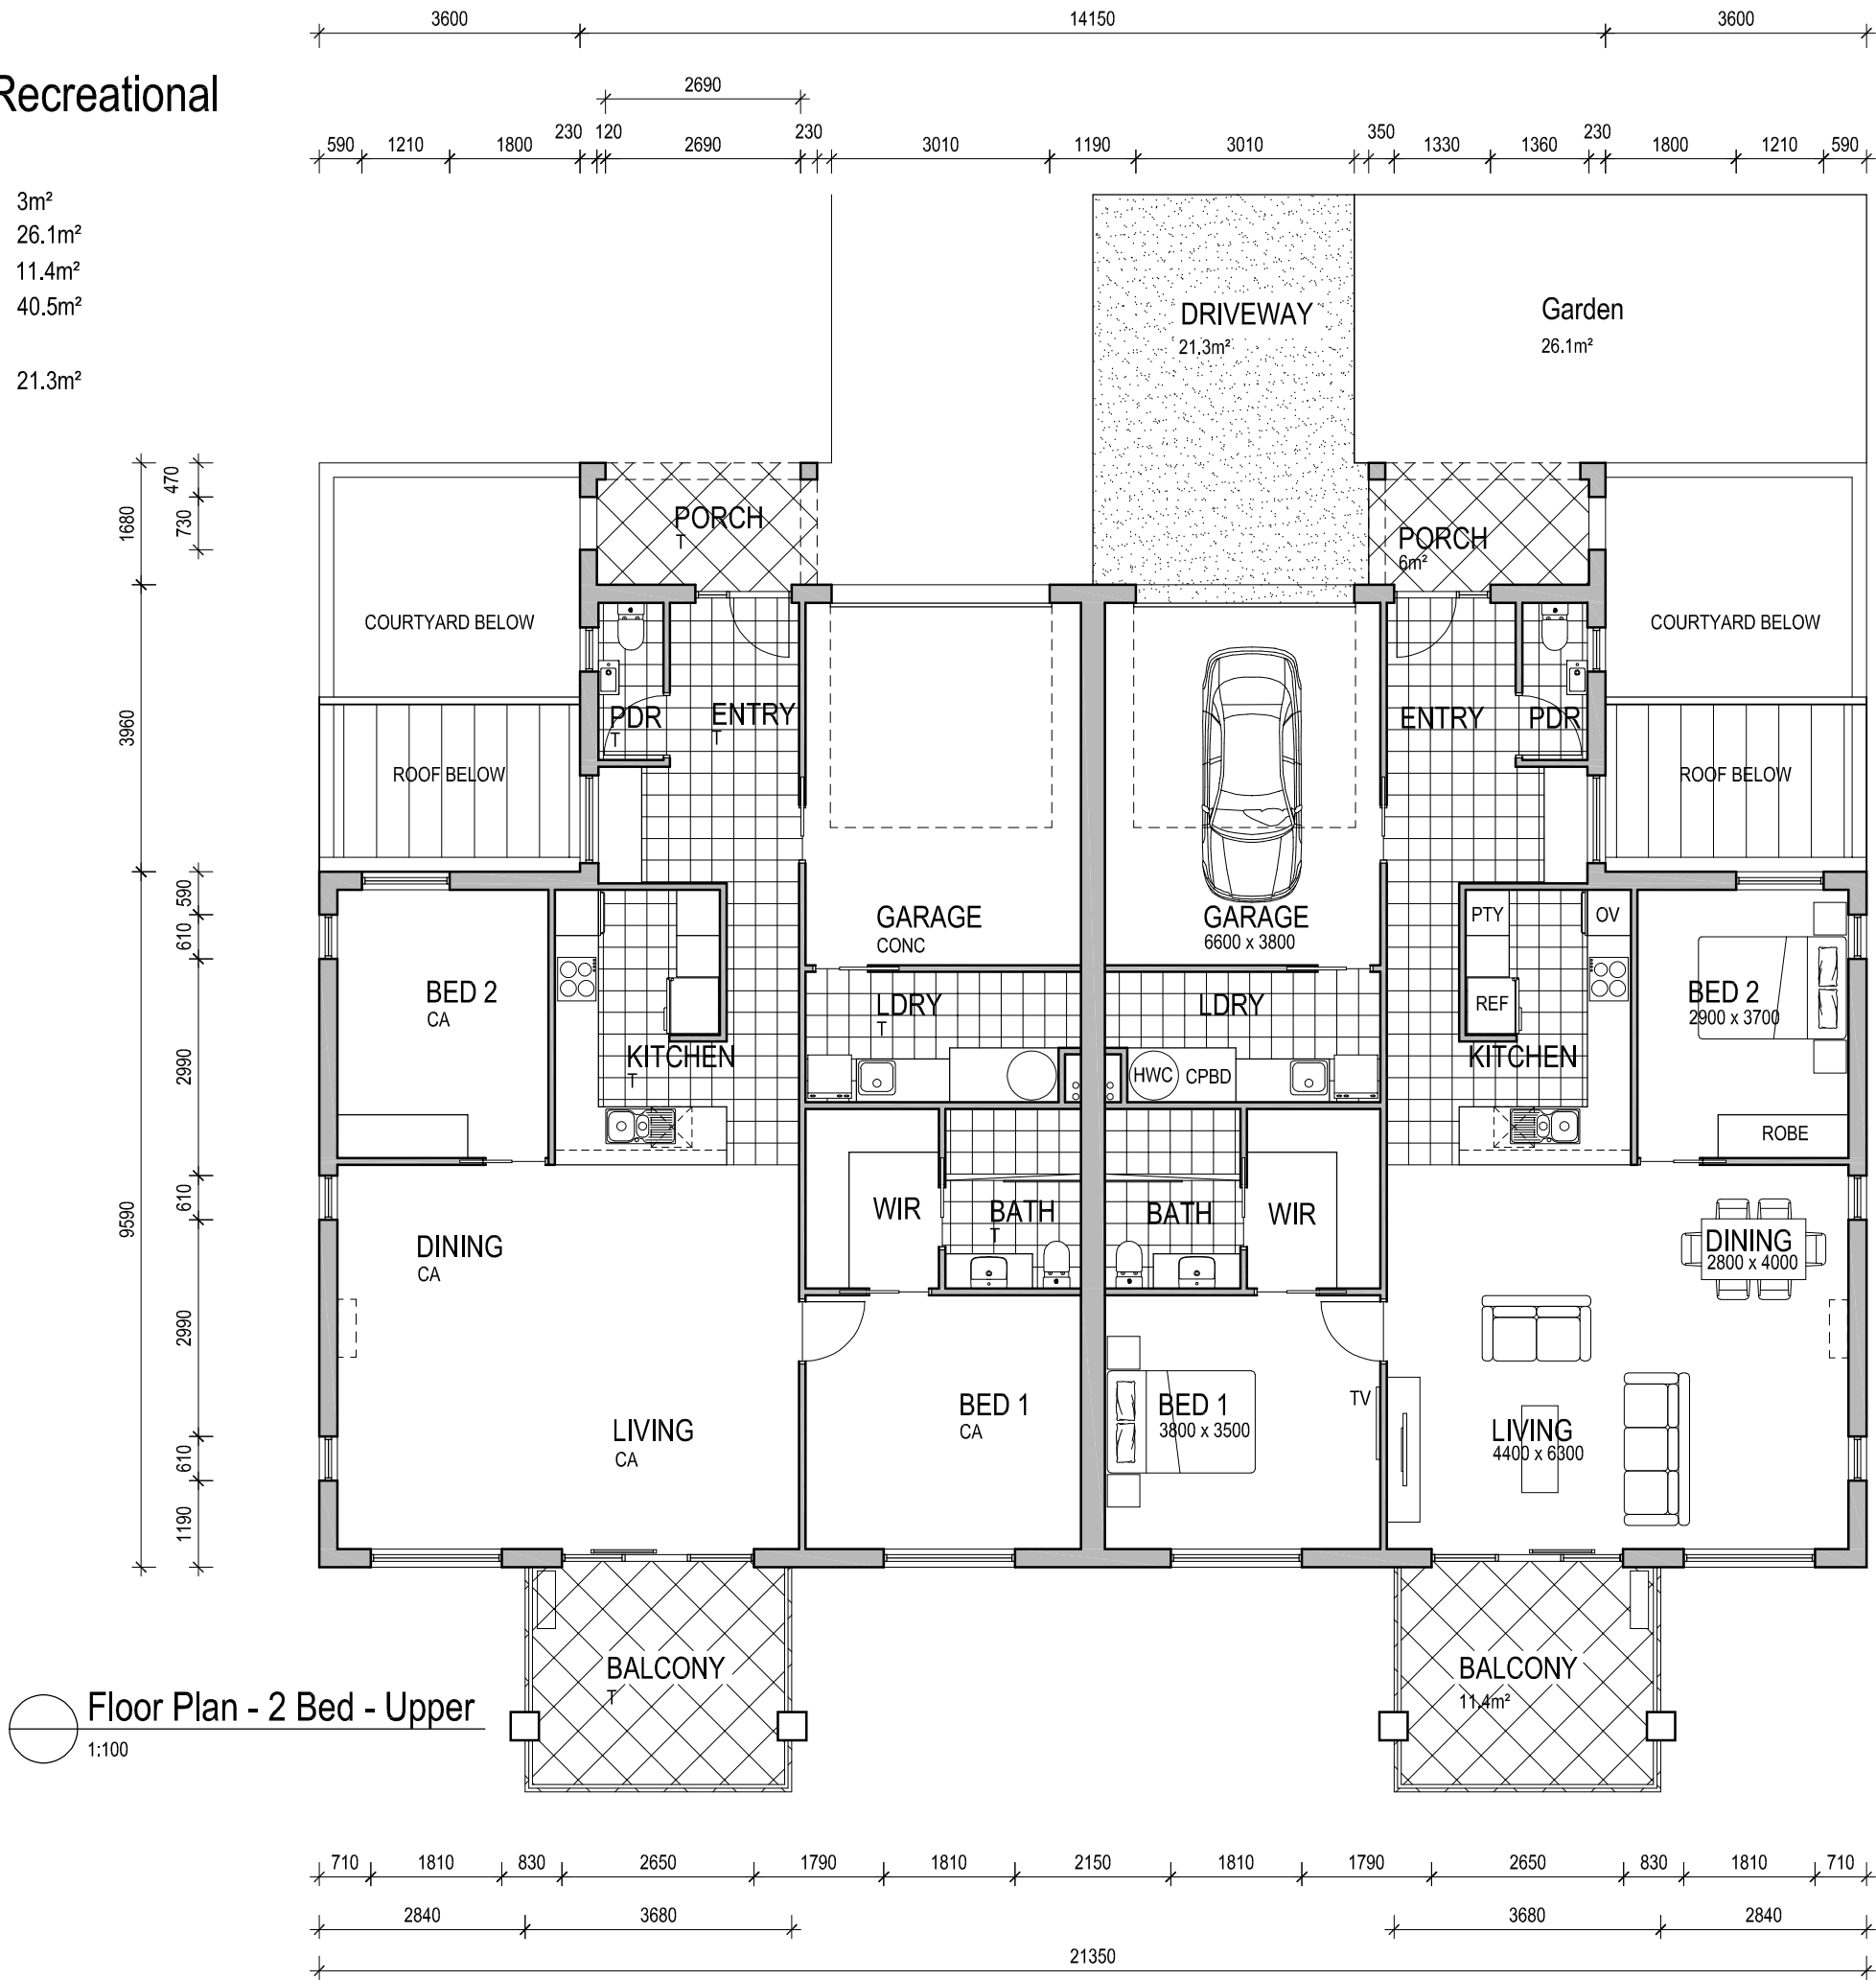 3600 14150 3600
Recreational
2690
590 1210 1800 230 120 2690 230 3010 1190 3010 350 1330 1360 230 1800 1210 590
3m²
26.1m²
11.4m²
40.5m²
21.3m²
DRIVEWAY
21.3m²
Garden
26.1m²
470
1680
730
PORCH
T
PORCH
6m²
COURTYARD BELOW
COURTYARD BELOW
3960
PDR
T
ENTRY
T
ENTRY
PDR
ROOF BELOW
ROOF BELOW
590
610
GARAGE
CONC
GARAGE
6600 x 3800
PTY
OV
BED 2
CA
LDRY
T
LDRY
REF
BED 2
2900 x 3700
2990
KITCHEN
T
HWC
CPBD
KITCHEN
ROBE
610
9590
WIR
BATH
T
BATH
WIR
DINING
CA
DINING
2800 x 4000
2990
LIVING
CA
BED 1
CA
BED 1
3800 x 3500
TV
LIVING
4400 x 6300
610
1190
BALCONY
T
BALCONY
11.4m²
Floor Plan - 2 Bed - Upper
1:100
710 1810 830 2650 1790 1810 2150 1810 1790 2650 830 1810 710
2840 3680 3680 2840
21350